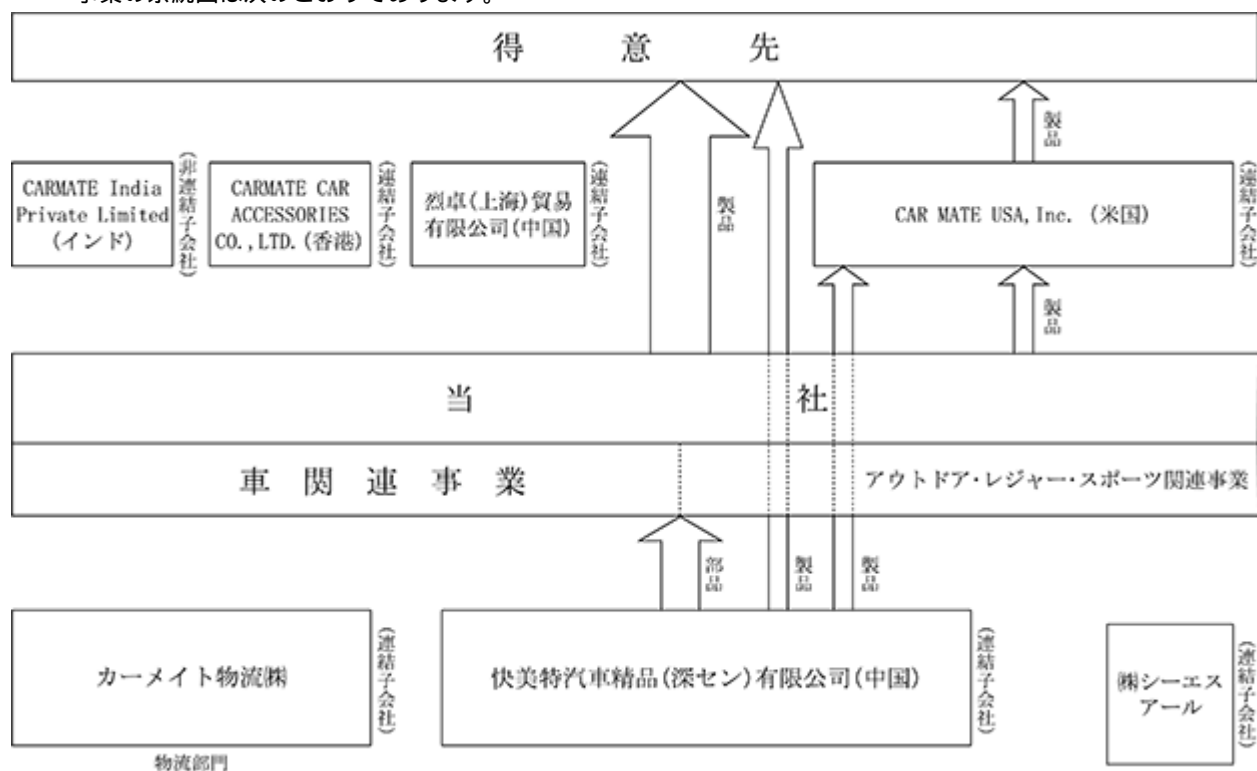 事業の系統図は次のとおりであります。
得意先
製品
CARMATE India
Private Limited
(インド)
(非連結子会社)
CARMATE CAR
ACCESSORIES
CO.,LTD.(香港)
(連結子会社)
烈卓(上海)貿易
有限公司(中国)
(連結子会社)
製品
CAR MATE USA,Inc. (米国)
(連結子会社)
製品
当社
車関連事業
アウトドア・レジャー・スポーツ関連事業
部品
製品
製品
カーメイト物流㈱
(連結子会社)
物流部門
快美特汽車精品(深セン)有限公司(中国)
(連結子会社)
㈱シーエス
アール
(連結子会社)